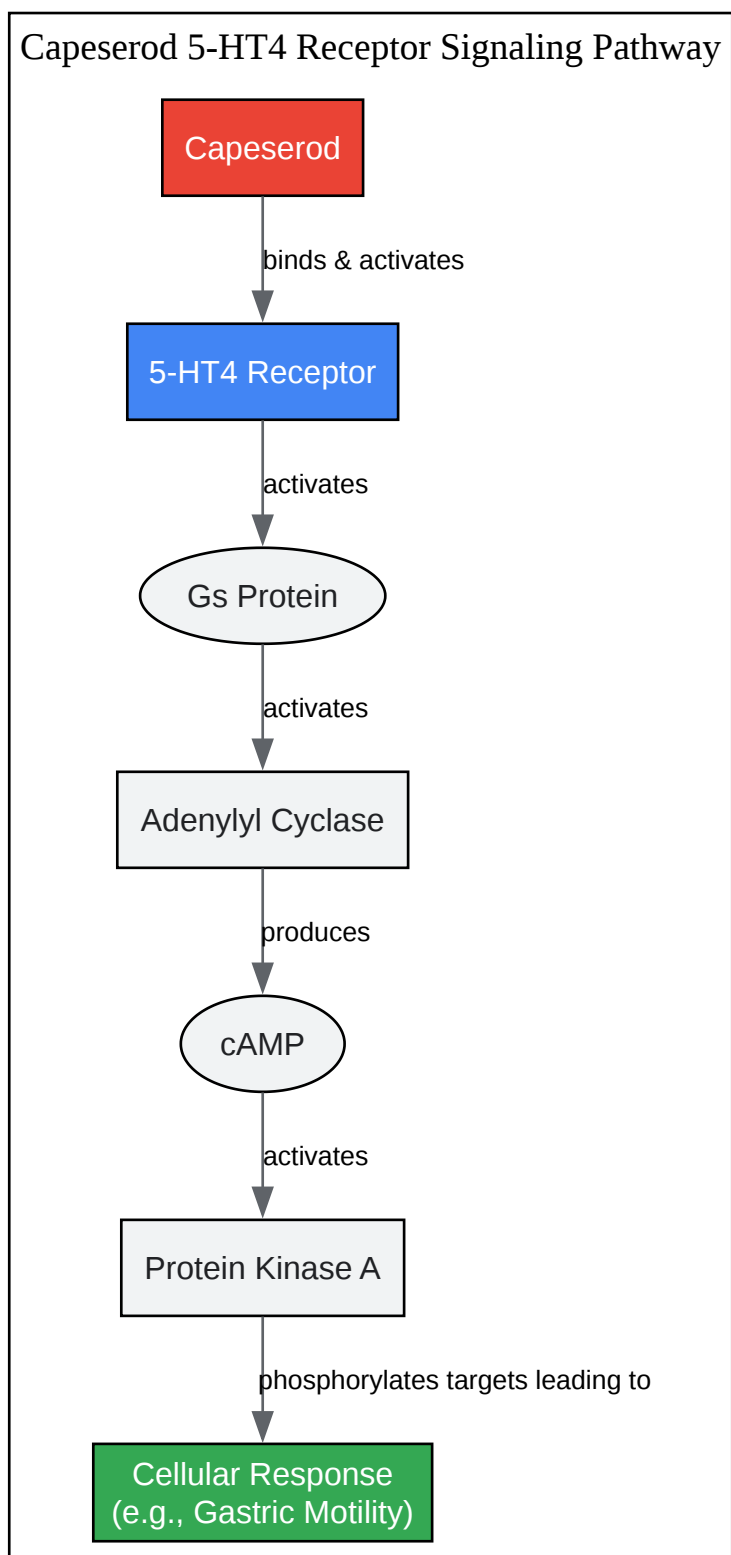 Capeserod 5-HT4 Receptor Signaling Pathway
Capeserod
binds & activates
5-HT4 Receptor
activates
Gs Protein
activates
Adenylyl Cyclase
produces
cAMP
activates
Protein Kinase A
phosphorylates targets leading to
Cellular Response
(e.g., Gastric Motility)